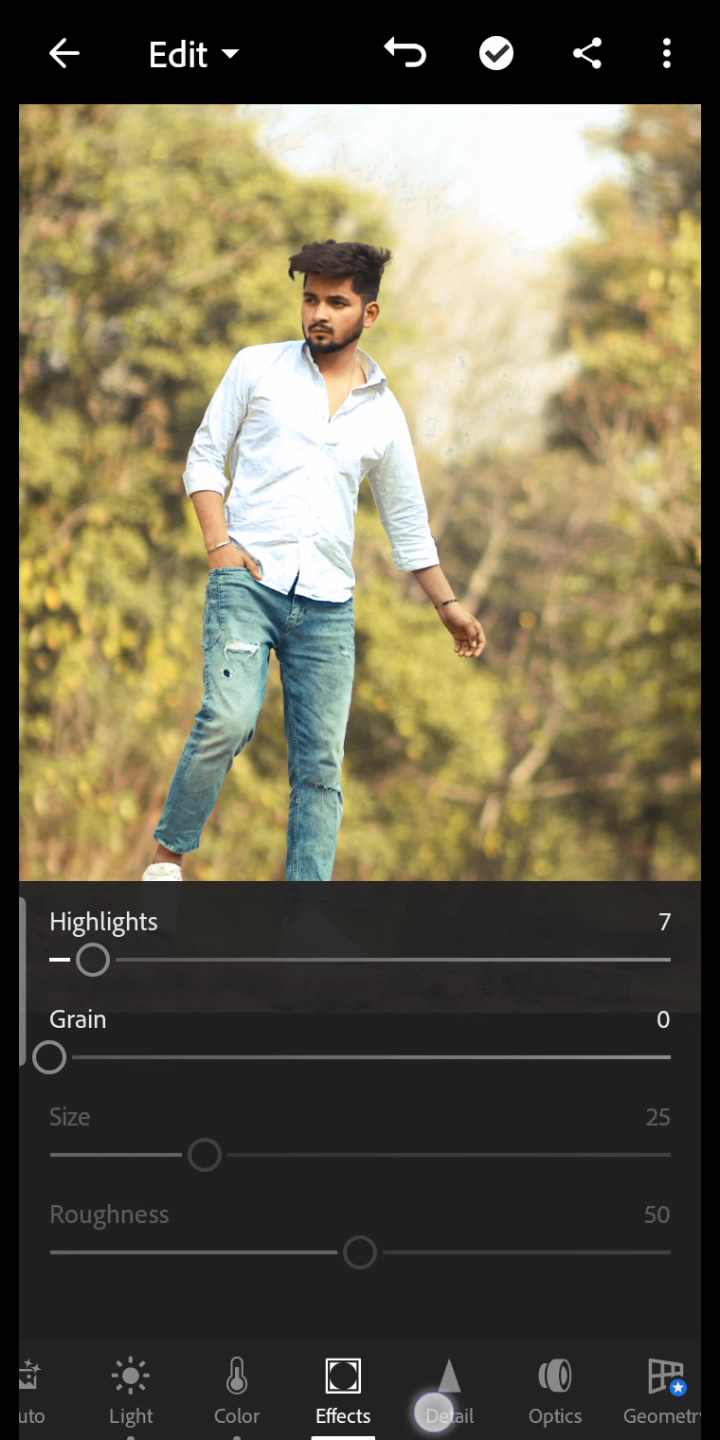 Edit
Highlights 7
Grain 0
Size 25
Roughness 50
uto Light Color Effects Detail Optics Geometr